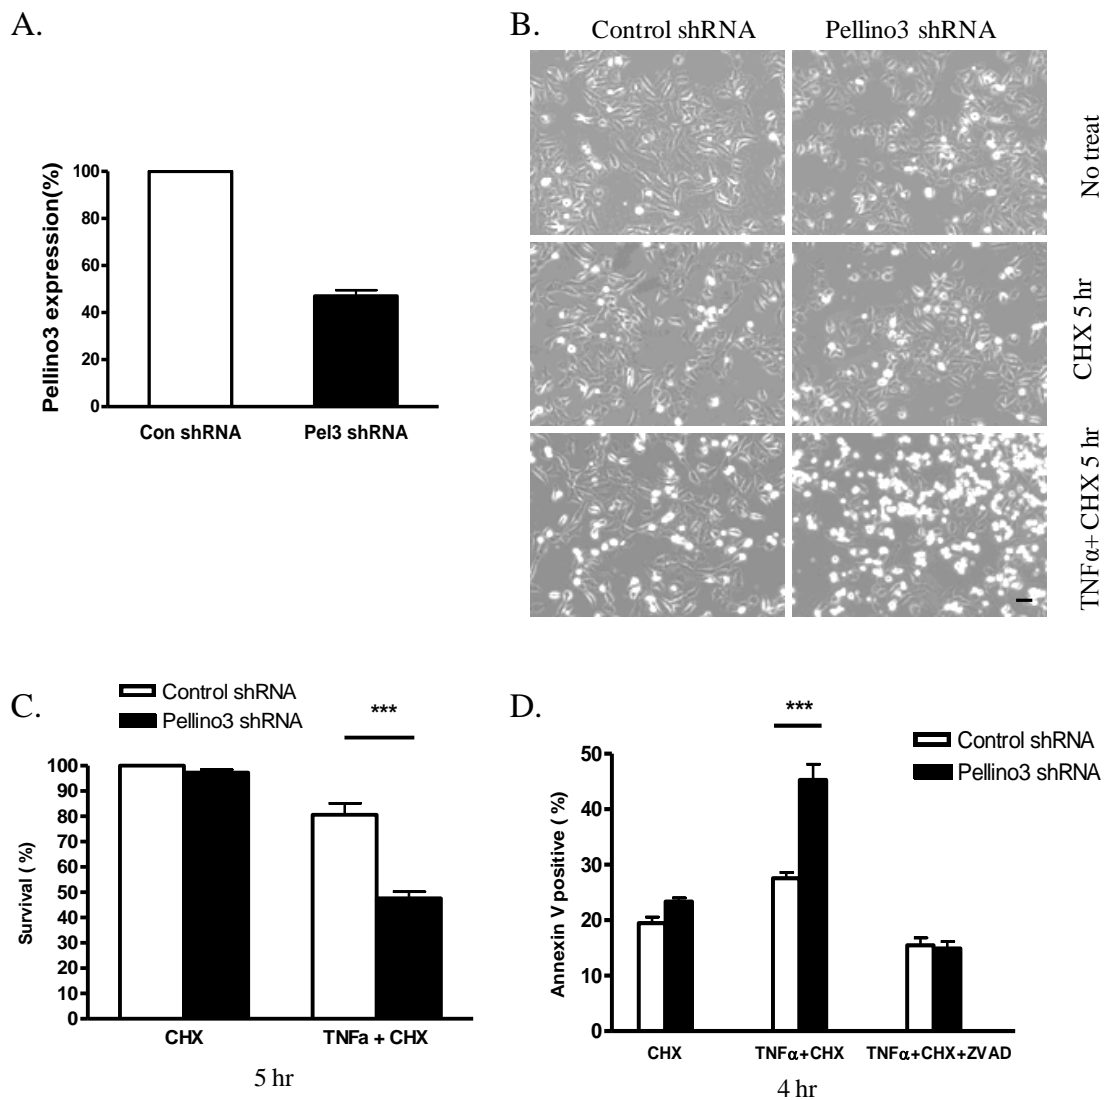 A.
Pellino3 expression(%)
100
80
60
40
20
0
Con shRNA Pel3 shRNA
B.
Control shRNA Pellino3 shRNA
No treat
CHX 5 hr
TNFα+ CHX 5 hr
C.
Control shRNA
Pellino3 shRNA
***
Survival ( %)
100
90
80
70
60
50
40
30
20
10
0
CHX TNFa + CHX
5 hr
D.
***
Control shRNA
Pellino3 shRNA
Annexin V positive ( %)
50
40
30
20
10
0
CHX TNFα+CHX TNFα+CHX+ZVAD
4 hr